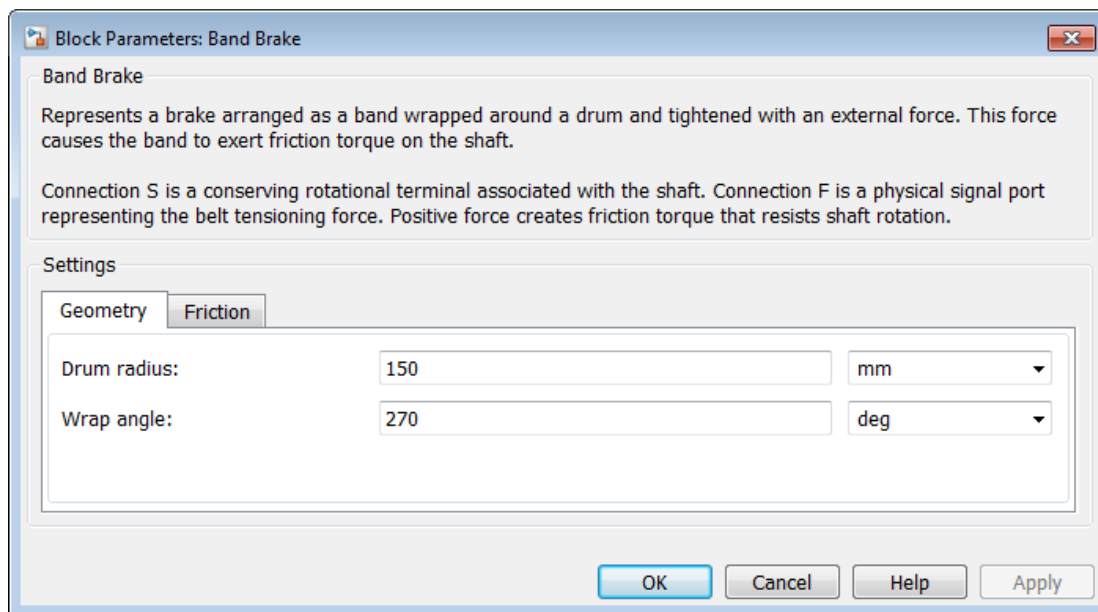 Block Parameters: Band Brake
Band Brake
Represents a brake arranged as a band wrapped around a drum and tightened with an external force. This force
causes the band to exert friction torque on the shaft.
Connection S is a conserving rotational terminal associated with the shaft. Connection F is a physical signal port
representing the belt tensioning force. Positive force creates friction torque that resists shaft rotation.
Settings
Geometry Friction
Drum radius: 150 mm
Wrap angle: 270 deg
OK Cancel Help Apply